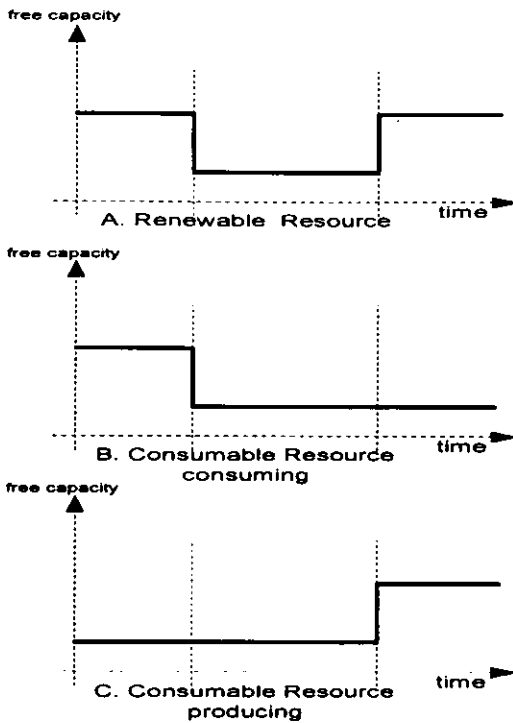 free capacity
time
A. Renewable Resource
free capacity
time
B. Consumable Resource
consuming
free capacity
time
C. Consumable Resource
producing